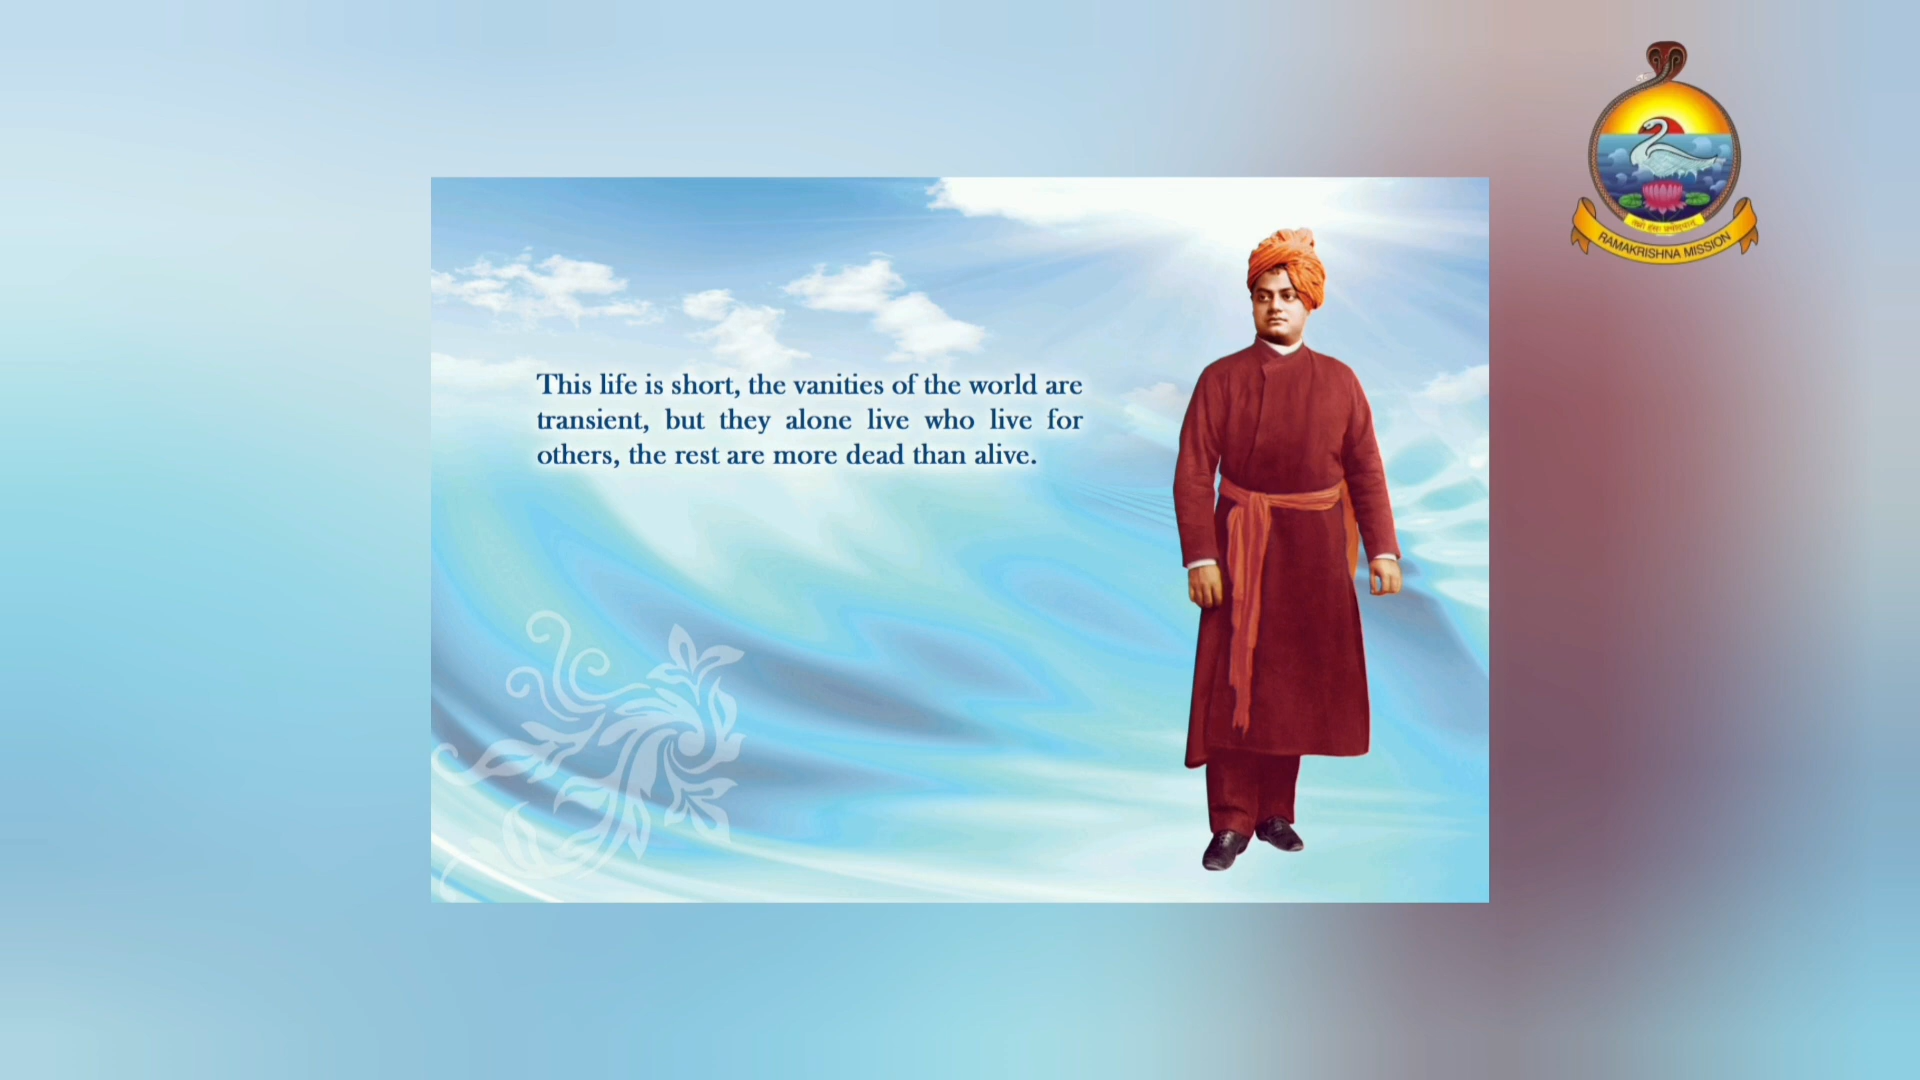 This life is short, the vanities of the world are
transient, but they alone live who live for
others, the rest are more dead than alive.
RAMAKRISHNA MISSION